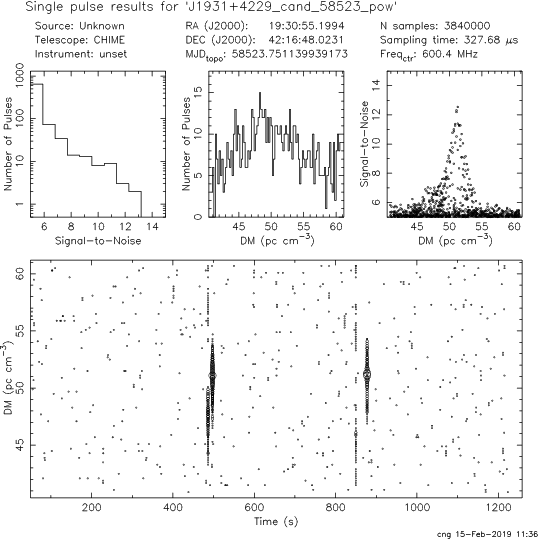 Single pulse results for 'J1931+4229_cand_58523_pow'
Source: Unknown RA (J2000): 19:30:55.1994 N samples: 3840000
Telescope: CHIME DEC (J2000): 42:16:48.0231 Sampling time: 327.68 μs
Instrument: unset MJD_topo: 58523.751139939173 Freq_ctr: 600.4 MHz
Number of Pulses
1 10 100 1000
6 8 10 12 14
Signal-to-Noise
Number of Pulses
0 5 10 15
45 50 55 60
DM (pc cm⁻³)
Signal-to-Noise
6 8 10 12 14
45 50 55 60
DM (pc cm⁻³)
DM (pc cm⁻³)
45 50 55 60
200 400 600 800 1000 1200
Time (s)
cng 15-Feb-2019 11:36